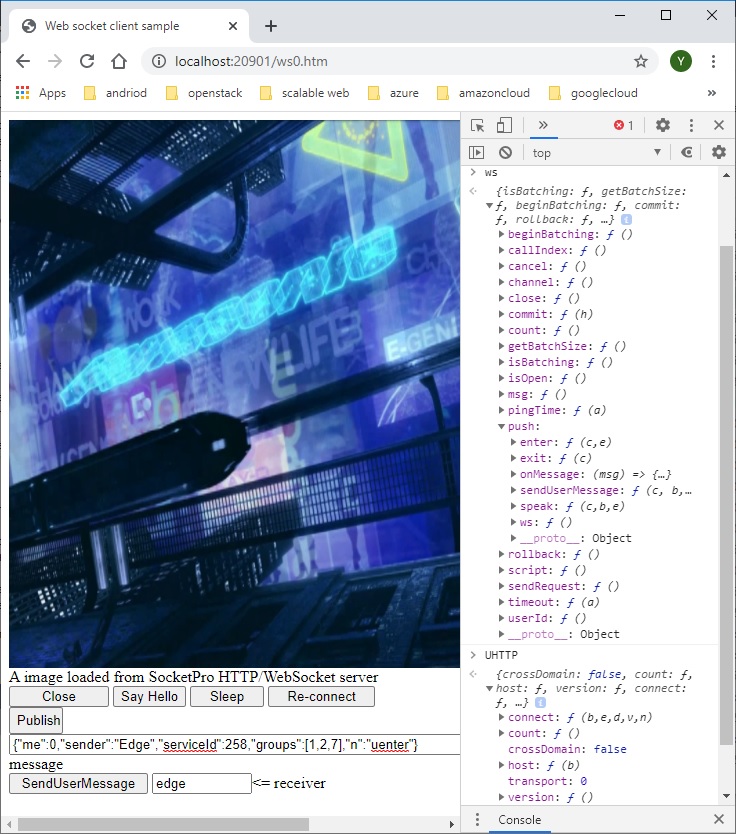 Web socket client sample
localhost:20901/ws0.htm
Y
Apps andriod openstack scalable web azure amazoncloud googlecloud »
» 1
top
ws
{isBatching: ƒ, getBatchSize:
ƒ, beginBatching: ƒ, commit:
ƒ, rollback: ƒ, …} i
beginBatching: ƒ ()
callIndex: ƒ ()
cancel: ƒ ()
channel: ƒ ()
close: ƒ ()
commit: ƒ (h)
count: ƒ ()
getBatchSize: ƒ ()
isBatching: ƒ ()
isOpen: ƒ ()
msg: ƒ ()
pingTime: ƒ (a)
push:
enter: ƒ (c,e)
exit: ƒ (c)
onMessage: (msg) => {…}
sendUserMessage: ƒ (c, b,…
speak: ƒ (c,b,e)
ws: ƒ ()
__proto__: Object
rollback: ƒ ()
script: ƒ ()
sendRequest: ƒ ()
timeout: ƒ (a)
userId: ƒ ()
__proto__: Object
UHTTP
{crossDomain: false, count: ƒ,
host: ƒ, version: ƒ, connect:
ƒ, …} i
connect: ƒ (b,e,d,v,n)
count: ƒ ()
crossDomain: false
host: ƒ (b)
transport: 0
version: ƒ ()
Console
LIFE
E-GENI
A image loaded from SocketPro HTTP/WebSocket server
Close Say Hello Sleep Re-connect
Publish
{"me":0,"sender":"Edge","serviceId":258,"groups":[1,2,7],"n":"uenter"}
message
SendUserMessage edge <= receiver